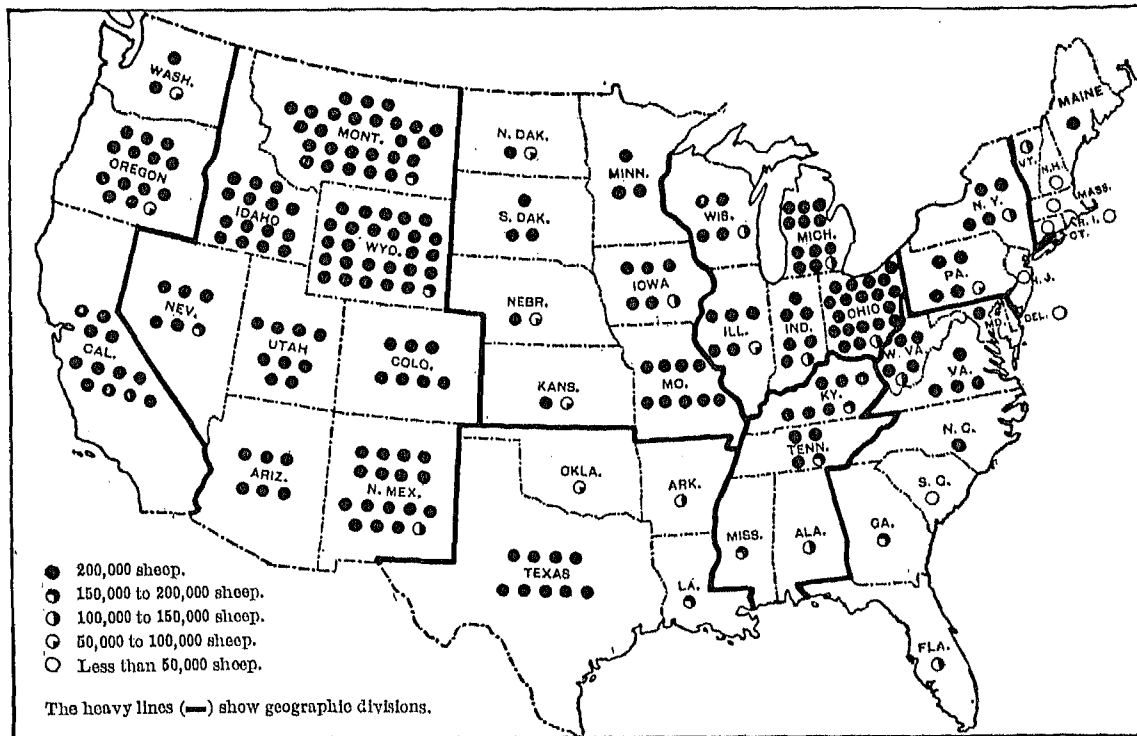 WASH.
MONT.
N. DAK.
MINN.
MAINE
VT.
N.H.
MASS.
R. I.
CT.
OREGON
IDAHO
WYO.
S. DAK.
WIS.
MICH.
N. Y.
IOWA
PA.
N. J.
NEV.
UTAH
COLO.
NEBR.
ILL.
IND.
OHIO
MD.
DEL.
CAL.
KANS.
MO.
W. VA.
VA.
KY.
ARIZ.
N. MEX.
OKLA.
ARK.
TENN.
N. C.
S. C.
MISS.
ALA.
GA.
TEXAS
LA.
FLA.
200,000 sheep.
150,000 to 200,000 sheep.
100,000 to 150,000 sheep.
50,000 to 100,000 sheep.
Less than 50,000 sheep.
The heavy lines (▬) show geographic divisions.